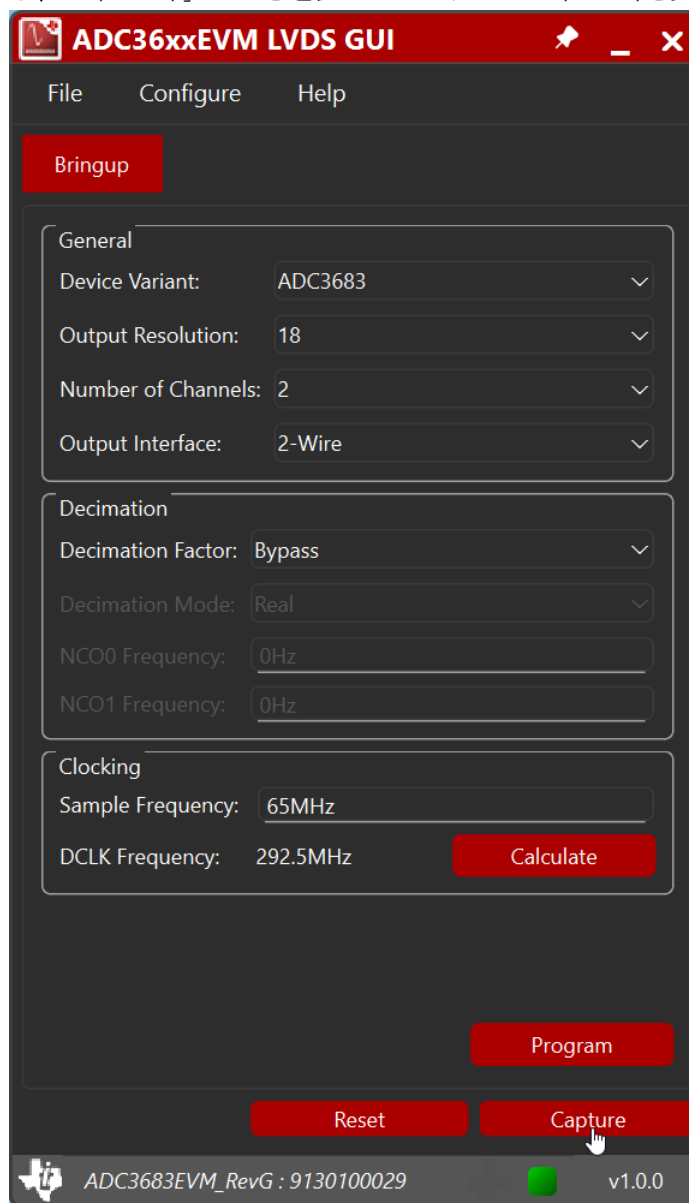 ADC36xxEVM LVDS GUI
File Configure Help
Bringup
General
Device Variant: ADC3683
Output Resolution: 18
Number of Channels: 2
Output Interface: 2-Wire
Decimation
Decimation Factor: Bypass
Decimation Mode: Real
NCO0 Frequency: 0Hz
NCO1 Frequency: 0Hz
Clocking
Sample Frequency: 65MHz
DCLK Frequency: 292.5MHz Calculate
Program
Reset Capture
ADC3683EVM_RevG : 9130100029 v1.0.0